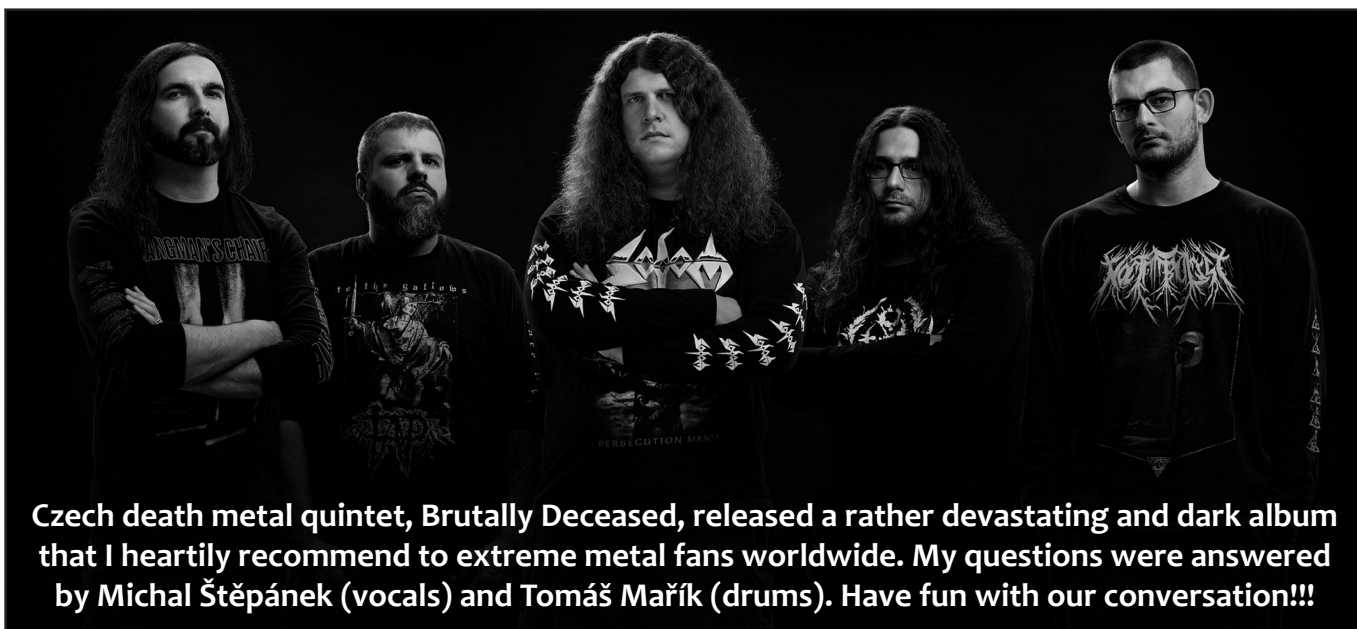 ANGMAN'S CHAIR
to the Gallows
SODOM
PERSECUTION MANIA
Czech death metal quintet, Brutally Deceased, released a rather devastating and dark album
that I heartily recommend to extreme metal fans worldwide. My questions were answered
by Michal Štěpánek (vocals) and Tomáš Mařík (drums). Have fun with our conversation!!!